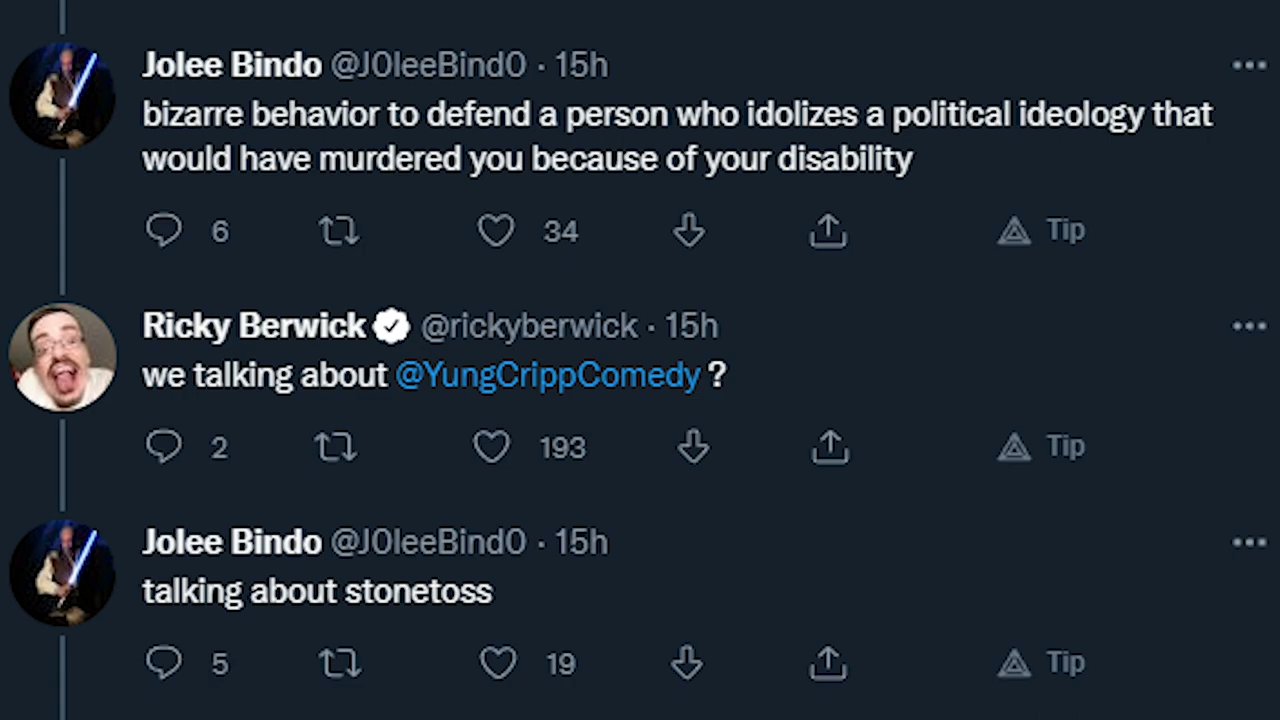 Jolee Bindo @J0leeBind0 · 15h
bizarre behavior to defend a person who idolizes a political ideology that
would have murdered you because of your disability
6 34 Tip
Ricky Berwick @rickyberwick · 15h
we talking about @YungCrippComedy ?
2 193 Tip
Jolee Bindo @J0leeBind0 · 15h
talking about stonetoss
5 19 Tip